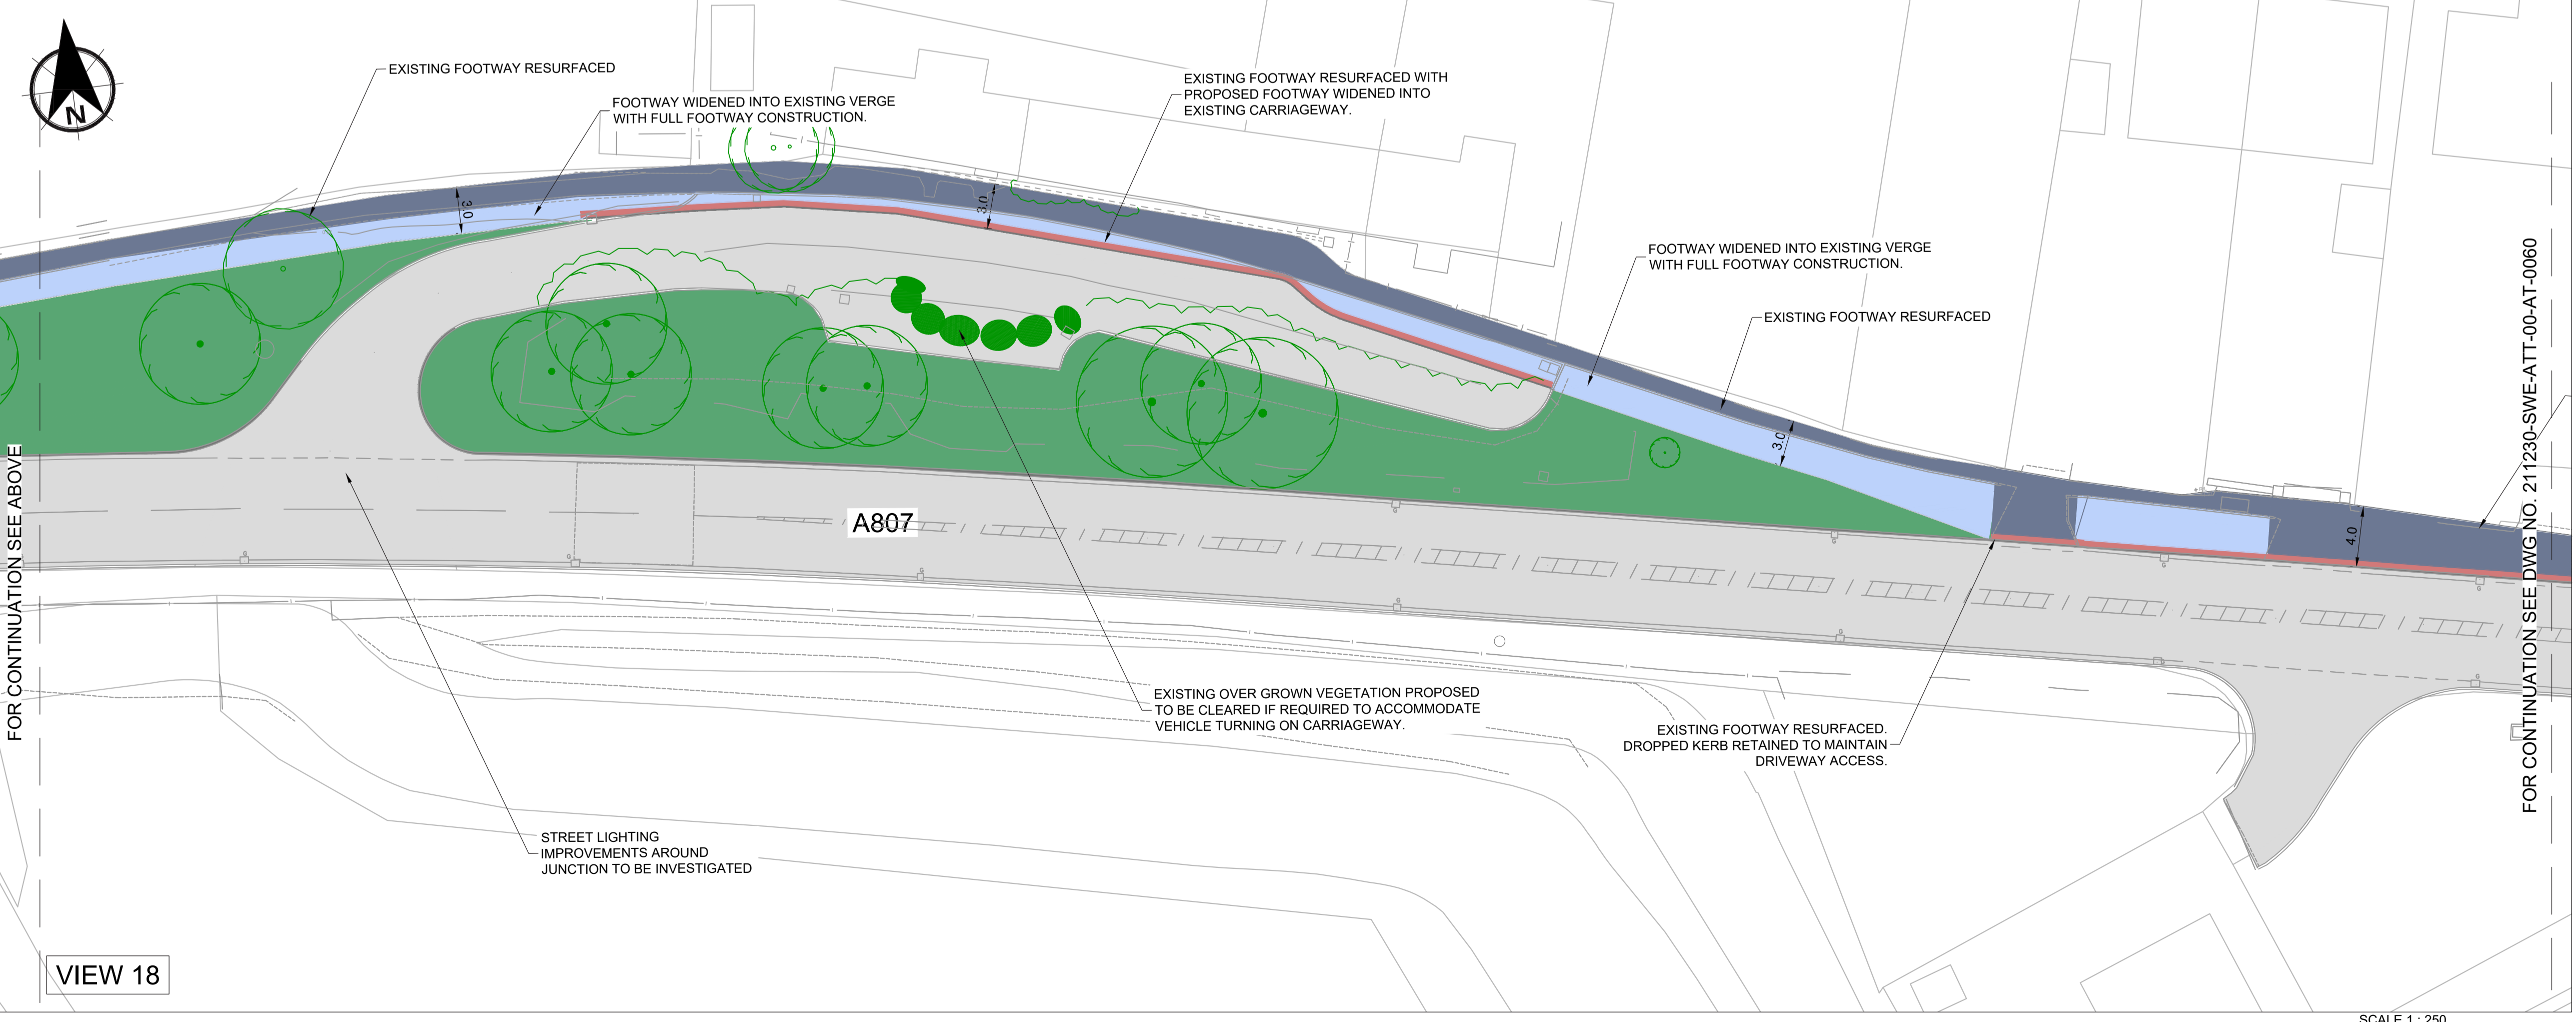 N
EXISTING FOOTWAY RESURFACED
FOOTWAY WIDENED INTO EXISTING VERGE
WITH FULL FOOTWAY CONSTRUCTION.
EXISTING FOOTWAY RESURFACED WITH
PROPOSED FOOTWAY WIDENED INTO
EXISTING CARRIAGEWAY.
FOOTWAY WIDENED INTO EXISTING VERGE
WITH FULL FOOTWAY CONSTRUCTION.
EXISTING FOOTWAY RESURFACED
3.0
3.0
3.0
4.0
A807
G
G
G
G
G
G
G
G
G
G
G
FOR CONTINUATION SEE ABOVE
FOR CONTINUATION SEE DWG NO. 211230-SWE-ATT-00-AT-0060
EXISTING OVER GROWN VEGETATION PROPOSED
TO BE CLEARED IF REQUIRED TO ACCOMMODATE
VEHICLE TURNING ON CARRIAGEWAY.
EXISTING FOOTWAY RESURFACED.
DROPPED KERB RETAINED TO MAINTAIN
DRIVEWAY ACCESS.
STREET LIGHTING
IMPROVEMENTS AROUND
JUNCTION TO BE INVESTIGATED
VIEW 18
SCALE 1 : 250